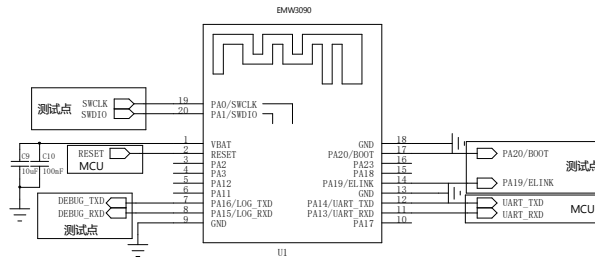 EMW3090
测试点
SWCLK
SWDIO
19
20
PA0/SWCLK
PA1/SWDIO
C9
10uF
C10
100nF
RESET
MCU
1
2
3
4
5
6
7
8
9
VBAT
RESET
PA2
PA3
PA12
PA11
PA16/LOG_TXD
PA15/LOG_RXD
GND
DEBUG_TXD
DEBUG_RXD
测试点
GND
PA20/BOOT
PA23
PA18
PA19/ELINK
GND
PA14/UART_TXD
PA13/UART_RXD
PA17
18
17
16
15
14
13
12
11
10
PA20/BOOT
测试点
PA19/ELINK
UART_TXD
UART_RXD
MCU
U1